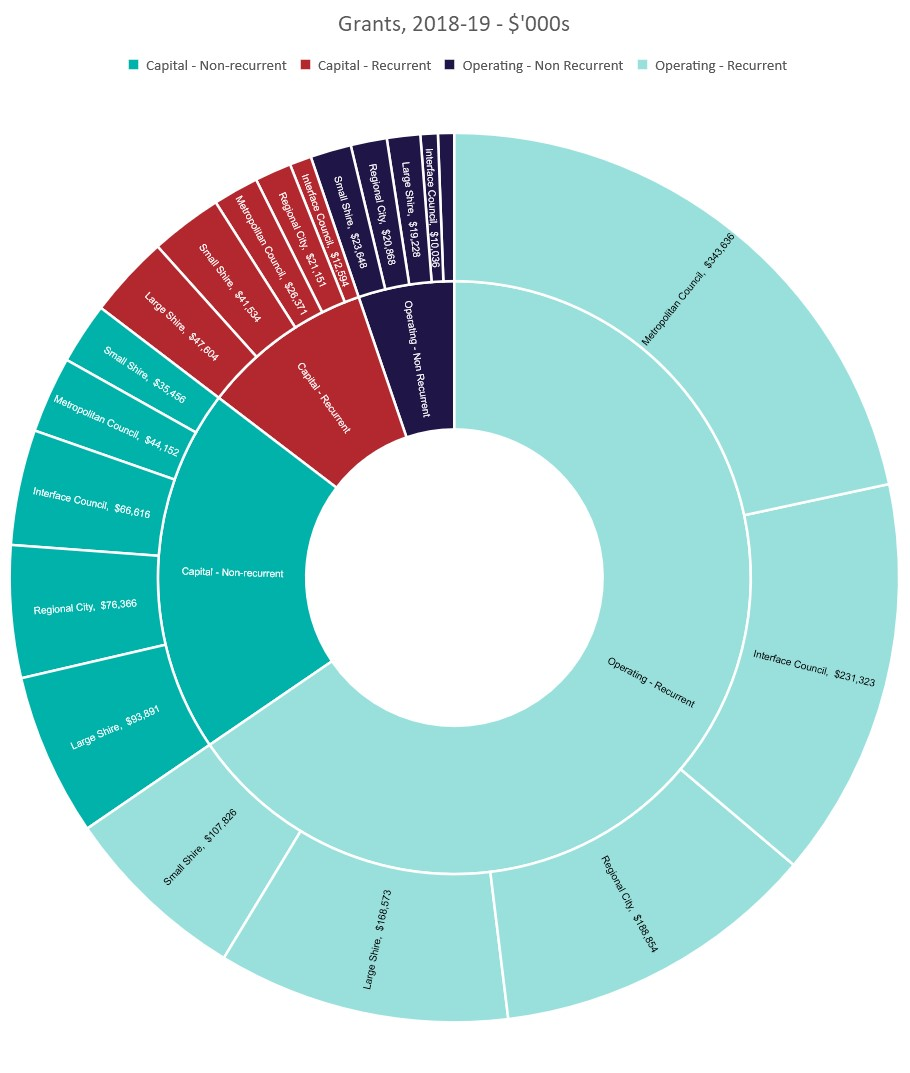 Grants, 2018-19 - $'000s
Capital - Non-recurrent
Capital - Recurrent
Operating - Non Recurrent
Operating - Recurrent
Metropolitan Council, $343,636
Interface Council, $231,323
Regional City, $188,854
Large Shire, $168,573
Small Shire, $107,826
Operating - Recurrent
Large Shire, $93,891
Regional City, $76,366
Interface Council, $66,616
Metropolitan Council, $44,152
Small Shire, $35,456
Capital - Non-recurrent
Large Shire, $47,604
Small Shire, $41,534
Metropolitan Council, $26,371
Regional City, $21,151
Interface Council, $12,594
Capital - Recurrent
Small Shire, $23,648
Regional City, $20,868
Large Shire, $19,228
Interface Council, $10,036
Operating - Non Recurrent